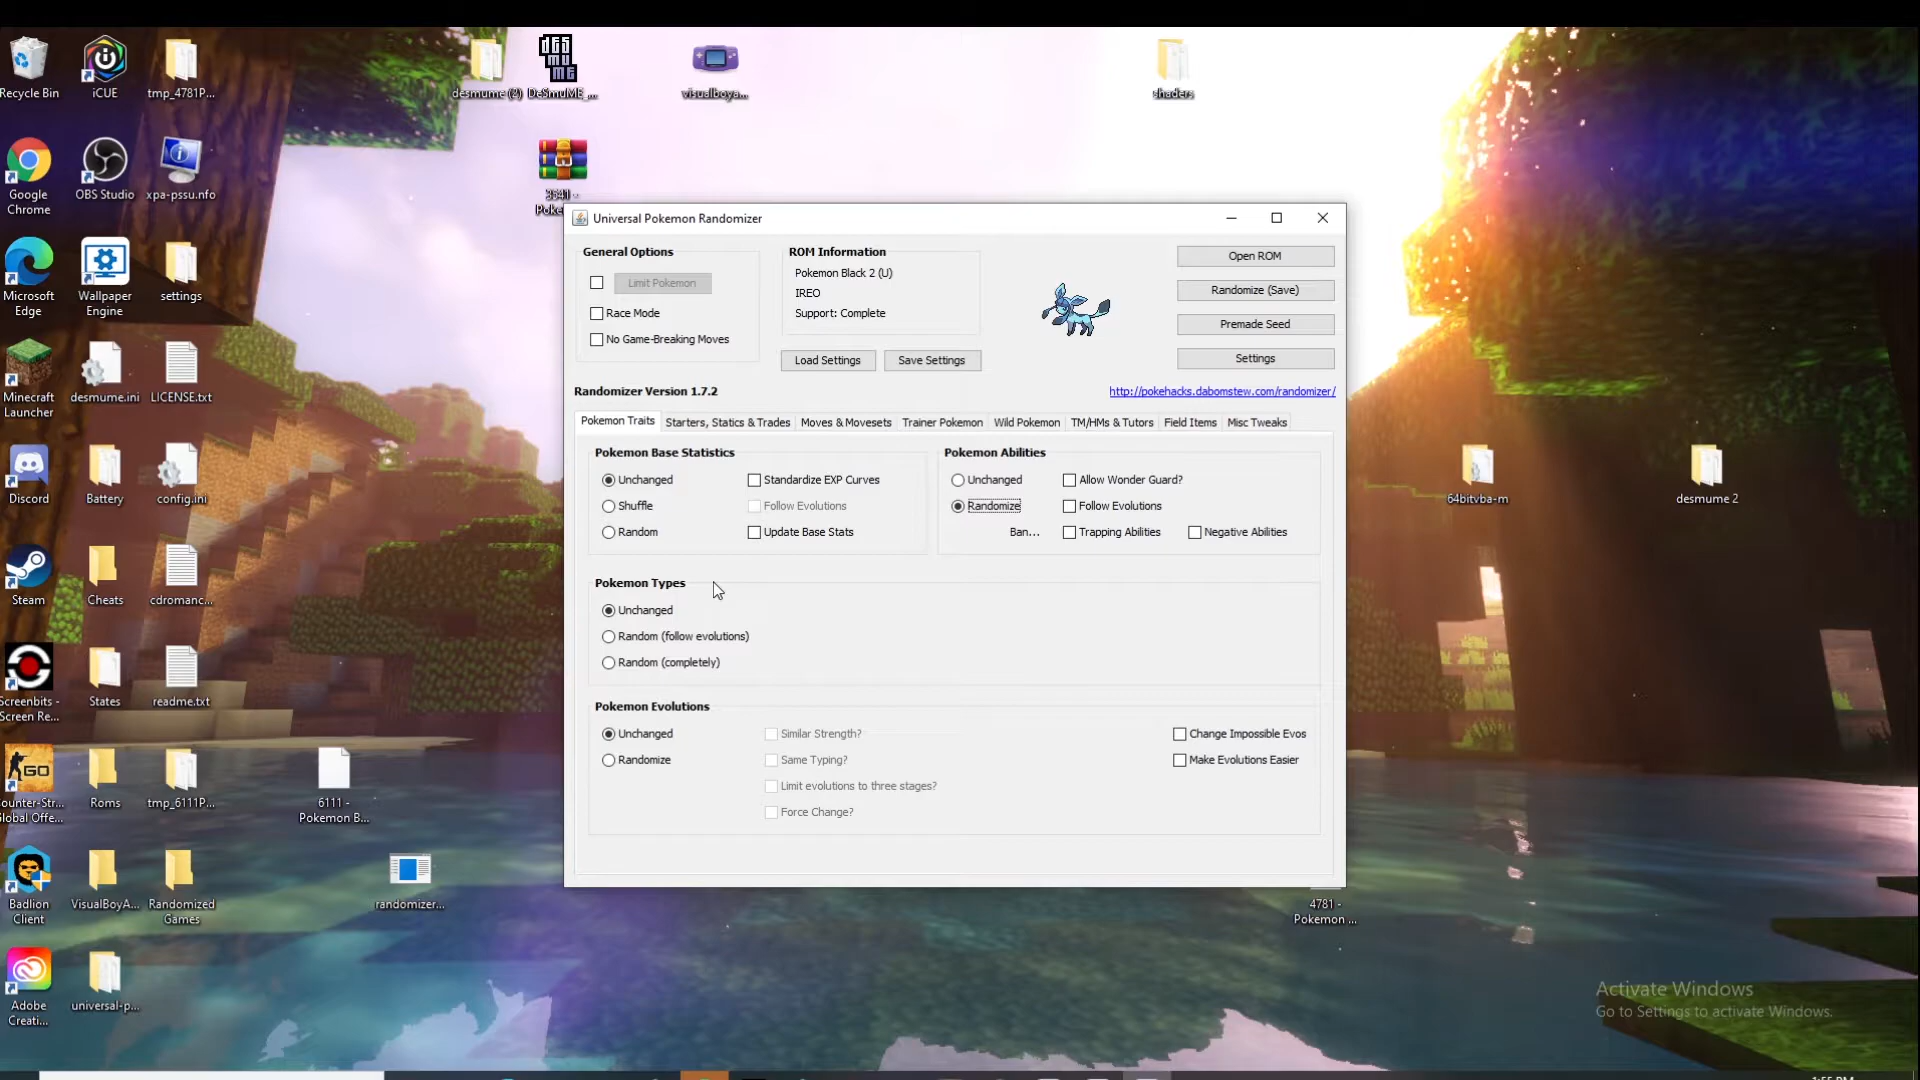 Recycle Bin
iCUE
tmp_4781P...
desmume (2)
DeSmuME_...
visualboya...
shaders
Google
Chrome
OBS Studio
xpa-pssu.nfo
3541 -
Microsoft
Edge
Wallpaper
Engine
settings
Minecraft
Launcher
desmume.ini
LICENSE.txt
Discord
Battery
config.ini
Steam
Cheats
cdromanc...
Screenbits -
Screen Re...
States
readme.txt
GO
Counter-Str...
Global Offe...
Roms
tmp_6111P...
6111 -
Pokemon B...
Badlion
Client
VisualBoyA...
Randomized
Games
randomizer...
Adobe
Creati...
universal-p...
Universal Pokemon Randomizer
General Options
Limit Pokemon
Race Mode
No Game-Breaking Moves
ROM Information
Pokemon Black 2 (U)
IREO
Support: Complete
Load Settings
Save Settings
Open ROM
Randomize (Save)
Premade Seed
Settings
Randomizer Version 1.7.2
http://pokehacks.dabomstew.com/randomizer/
Pokemon Traits
Starters, Statics & Trades
Moves & Movesets
Trainer Pokemon
Wild Pokemon
TM/HMs & Tutors
Field Items
Misc Tweaks
Pokemon Base Statistics
Unchanged
Standardize EXP Curves
Shuffle
Follow Evolutions
Random
Update Base Stats
Pokemon Abilities
Unchanged
Allow Wonder Guard?
Randomize
Follow Evolutions
Ban...
Trapping Abilities
Negative Abilities
Pokemon Types
Unchanged
Random (follow evolutions)
Random (completely)
Pokemon Evolutions
Unchanged
Similar Strength?
Change Impossible Evos
Randomize
Same Typing?
Make Evolutions Easier
Limit evolutions to three stages?
Force Change?
64bitvba-m
desmume 2
4781 -
Pokemon ...
Activate Windows
Go to Settings to activate Windows.